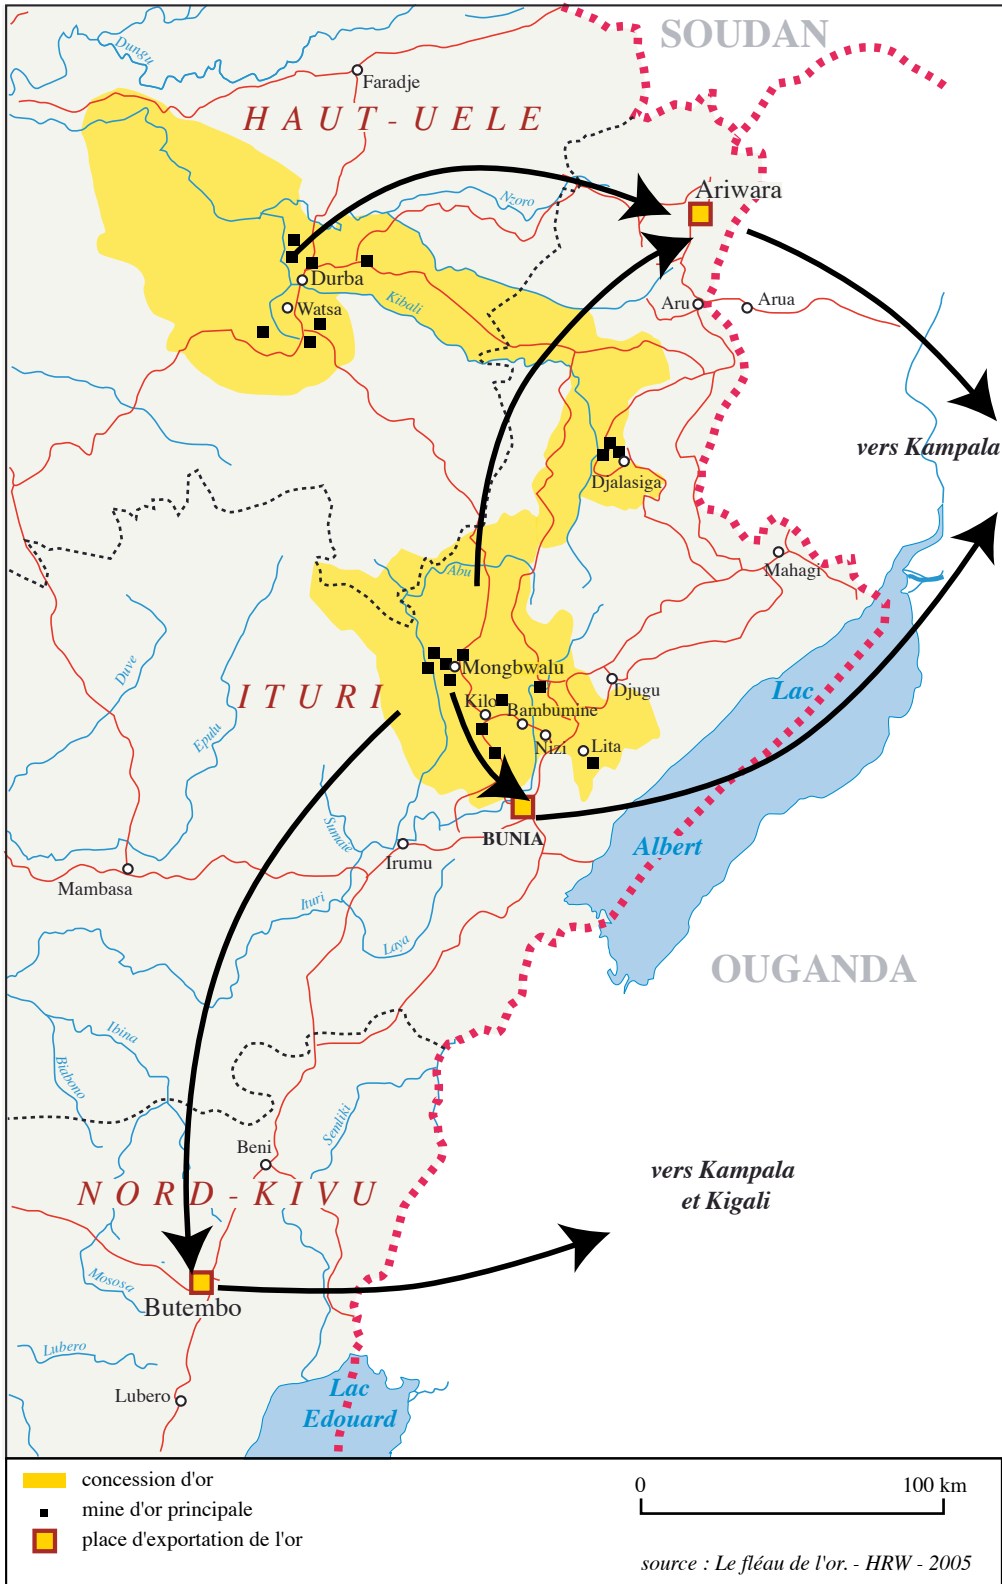 SOUDAN
Dungu
Faradje
HAUT-UELE
Ariwara
Nzoro
Durba
Kibali
Watsa
Aru
Arua
vers Kampala
Djalasiga
Mahagi
Abu
Duve
Epulu
ITURI
Mongbwalu
Djugu
Lac
Kilo
Bambumine
Nizi
Lita
BUNIA
Albert
Sumaie
Irumu
Mambasa
Ituri
Laya
OUGANDA
Ibina
Biabono
Semliki
Beni
vers Kampala
et Kigali
NORD-KIVU
Mososa
Butembo
Lubero
Lubero
Lac
Edouard
concession d'or
mine d'or principale
place d'exportation de l'or
0
100 km
source : Le fléau de l'or. - HRW - 2005